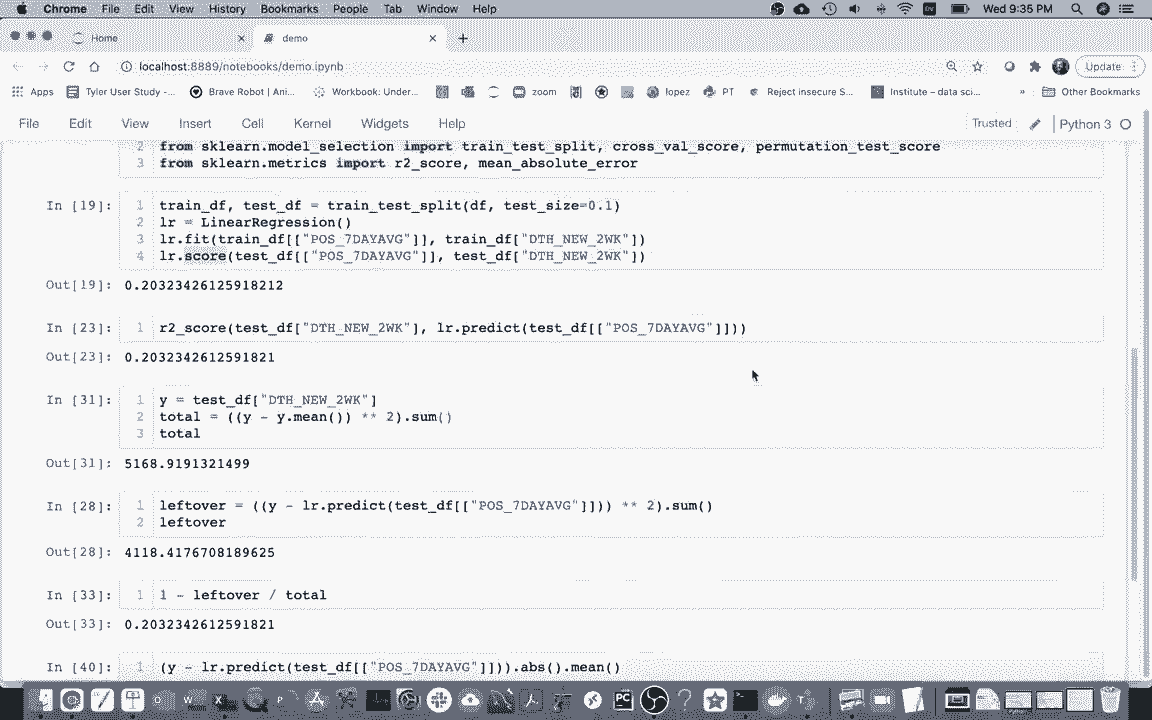 Chrome File Edit View History Bookmarks People Tab Window Help Wed 9:35 PM
Home demo
localhost:8889/notebooks/demo.ipynb Update
Apps Tyler User Study -... Brave Robot | Ani... Workbook: Under... zoom lopez PT Reject insecure S... Institute – data sci... » Other Bookmarks
File Edit View Insert Cell Kernel Widgets Help Trusted Python 3
2 from sklearn.model_selection import train_test_split, cross_val_score, permutation_test_score
3 from sklearn.metrics import r2_score, mean_absolute_error
In [19]: 1 train_df, test_df = train_test_split(df, test_size=0.1)
2 lr = LinearRegression()
3 lr.fit(train_df[["POS_7DAYAVG"]], train_df["DTH_NEW_2WK"])
4 lr.score(test_df[["POS_7DAYAVG"]], test_df["DTH_NEW_2WK"])
Out[19]: 0.20323426125918212
In [23]: 1 r2_score(test_df["DTH_NEW_2WK"], lr.predict(test_df[["POS_7DAYAVG"]]))
Out[23]: 0.2032342612591821
In [31]: 1 y = test_df["DTH_NEW_2WK"]
2 total = ((y - y.mean()) ** 2).sum()
3 total
Out[31]: 5168.9191321499
In [28]: 1 leftover = ((y - lr.predict(test_df[["POS_7DAYAVG"]])) ** 2).sum()
2 leftover
Out[28]: 4118.4176708189625
In [33]: 1 1 - leftover / total
Out[33]: 0.2032342612591821
In [40]: 1 (y - lr.predict(test_df[["POS_7DAYAVG"]])).abs().mean()
PC